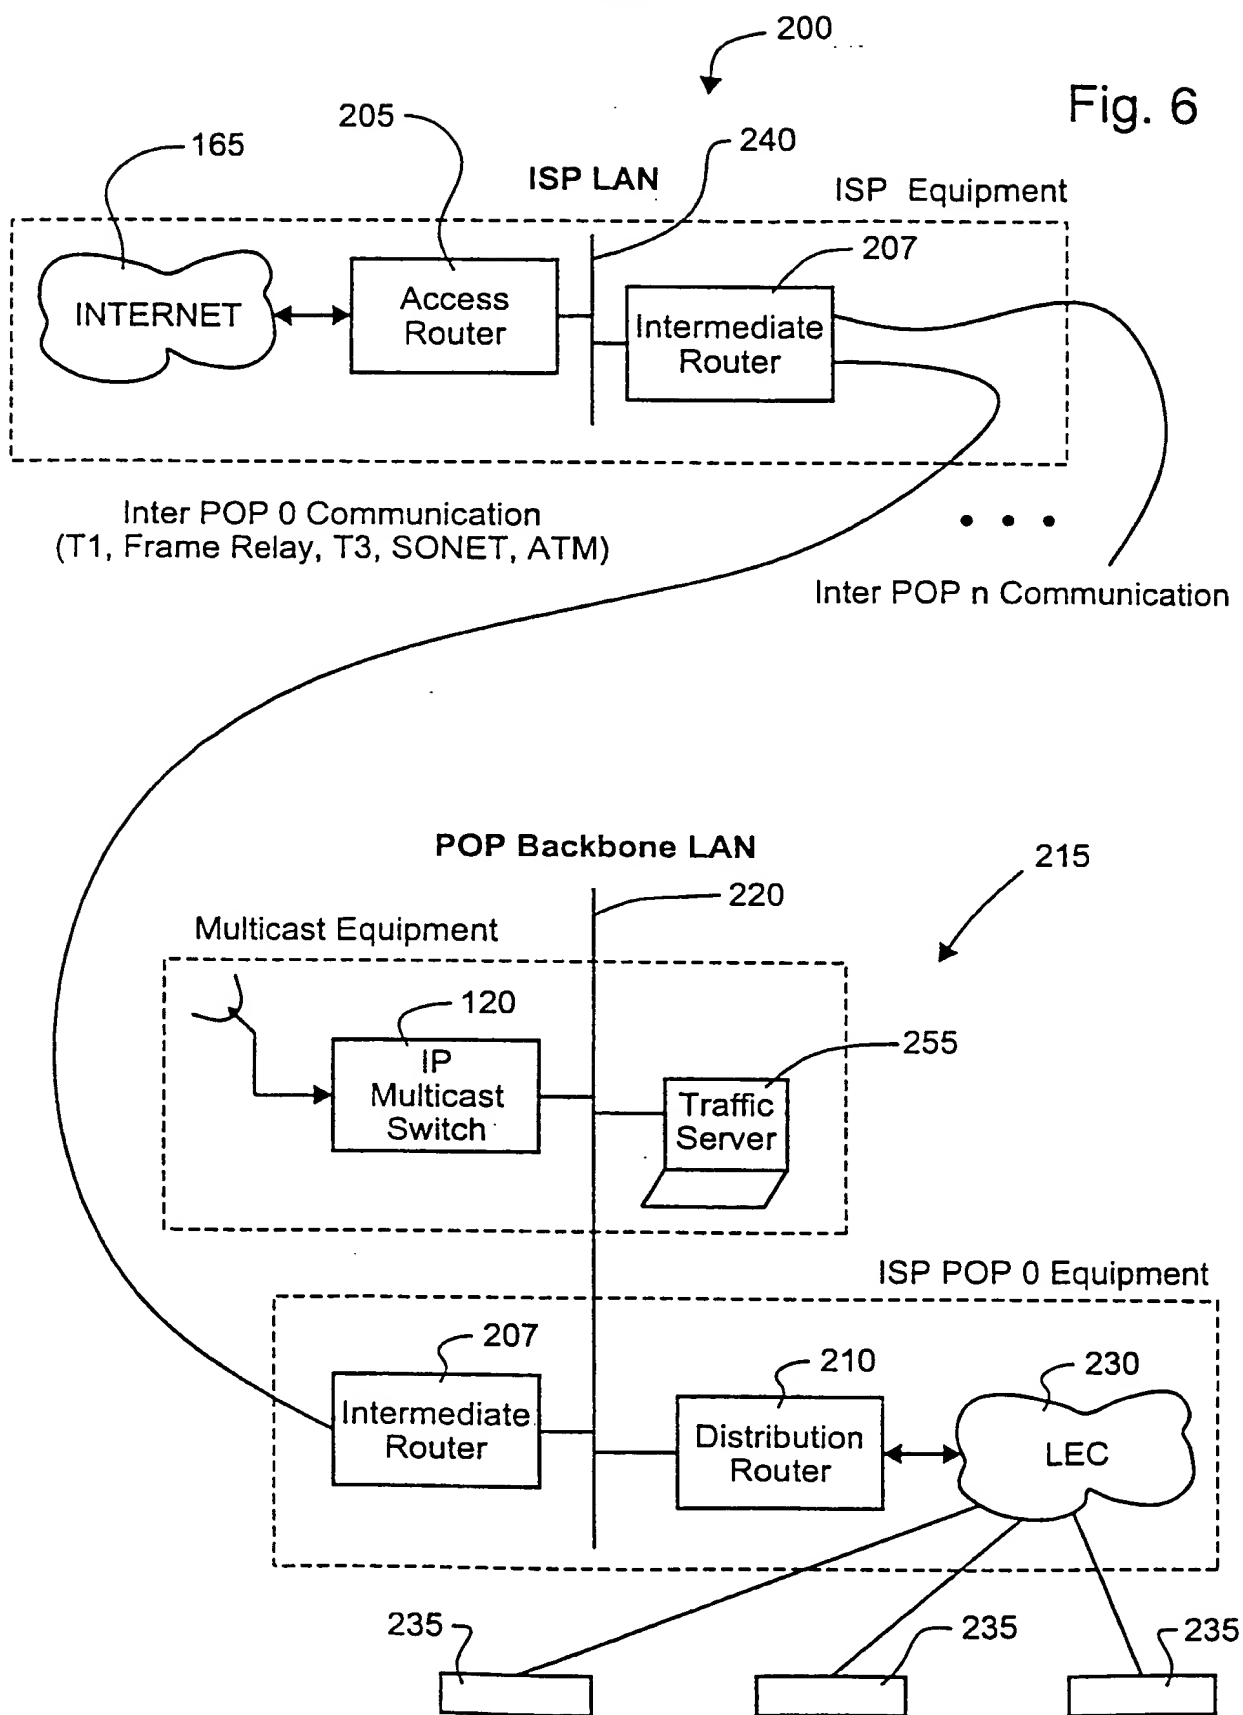 200
Fig. 6
205
165
240
ISP LAN
ISP Equipment
207
INTERNET
Access
Router
Intermediate
Router
Inter POP 0 Communication
(T1, Frame Relay, T3, SONET, ATM)
Inter POP n Communication
POP Backbone LAN
215
220
Multicast Equipment
120
255
IP
Multicast
Switch
Traffic
Server
ISP POP 0 Equipment
207
210
230
Intermediate
Router
Distribution
Router
LEC
235
235
235